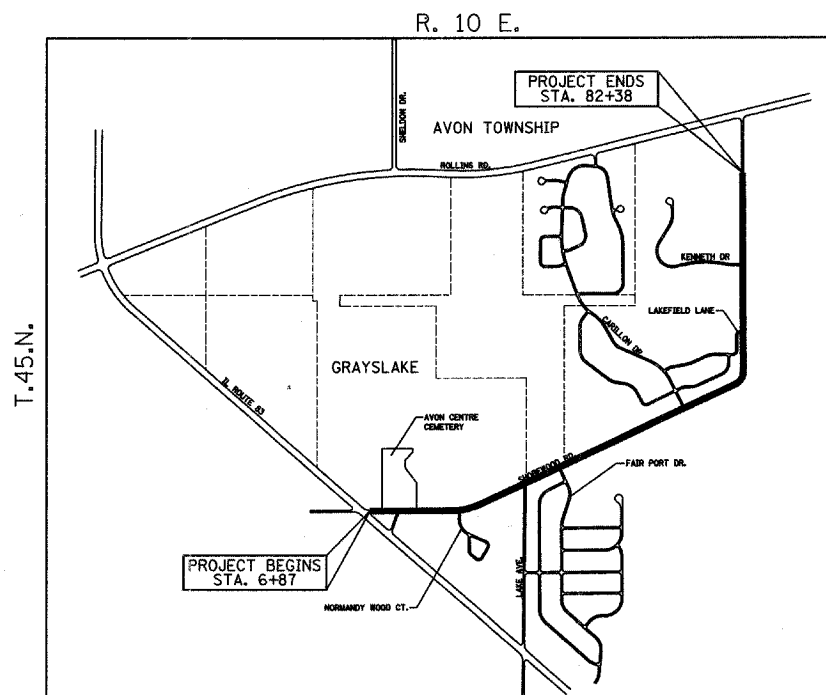 R. 10 E.
PROJECT ENDS
STA. 82+38
SHELDON DR.
AVON TOWNSHIP
ROLLINS RD.
KENNETH DR
LAKEFIELD LANE
T.45.N.
CARILLON DR.
GRAYSLAKE
IL ROUTE 83
AVON CENTRE
CEMETERY
SHOREWOOD RD.
FAIR PORT DR.
PROJECT BEGINS
STA. 6+87
LAKE AVE.
NORMANDY WOOD CT.